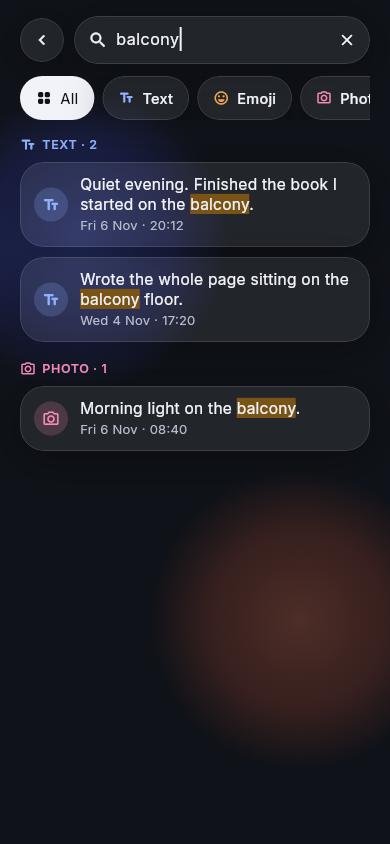 balcony
All
Text
Emoji
Phot
TEXT · 2
Quiet evening. Finished the book I
started on the balcony.
Fri 6 Nov · 20:12
Wrote the whole page sitting on the
balcony floor.
Wed 4 Nov · 17:20
PHOTO · 1
Morning light on the balcony.
Fri 6 Nov · 08:40